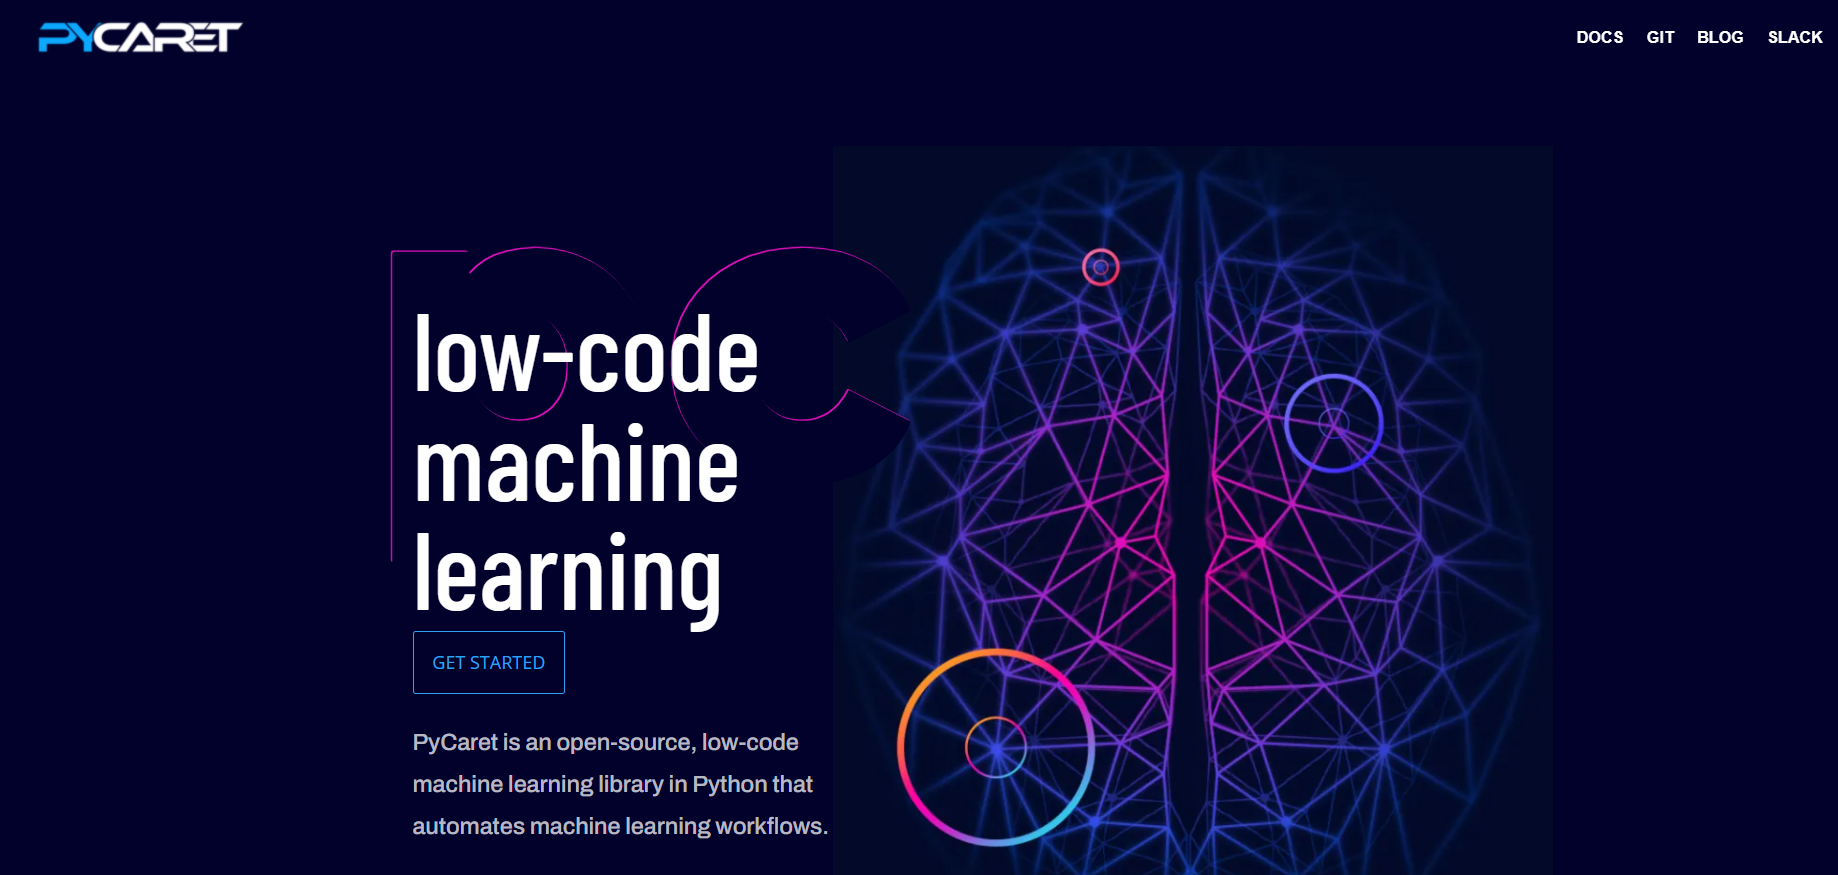 PYCARET
DOCS GIT BLOG SLACK
low-code
machine
learning
GET STARTED
PyCaret is an open-source, low-code
machine learning library in Python that
automates machine learning workflows.